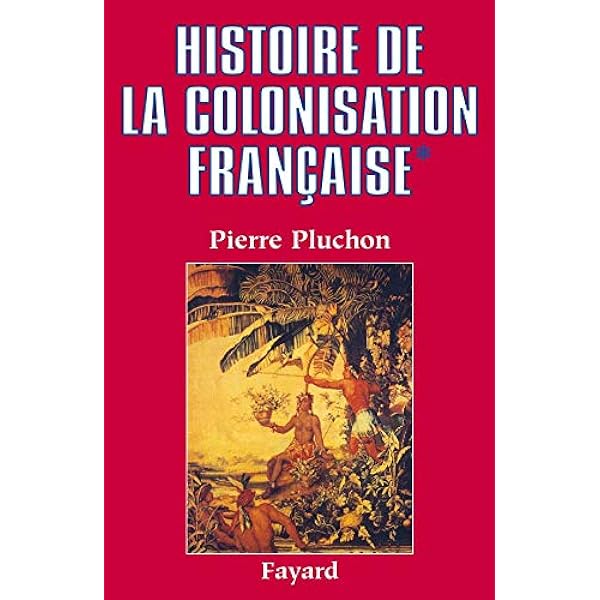 HISTOIRE DE
LA COLONISATION
FRANÇAISE*
Pierre Pluchon
Fayard